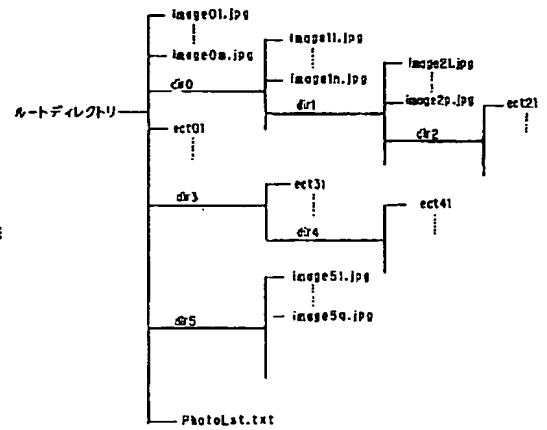 image01.jpg
image0m.jpg
dir0
image11.jpg
image1n.jpg
dir1
image21.jpg
image2p.jpg
dir2
ect21
ルートディレクトリ
ect01
dir3
ect31
dir4
ect41
dir5
image51.jpg
image5q.jpg
PhotoLst.txt